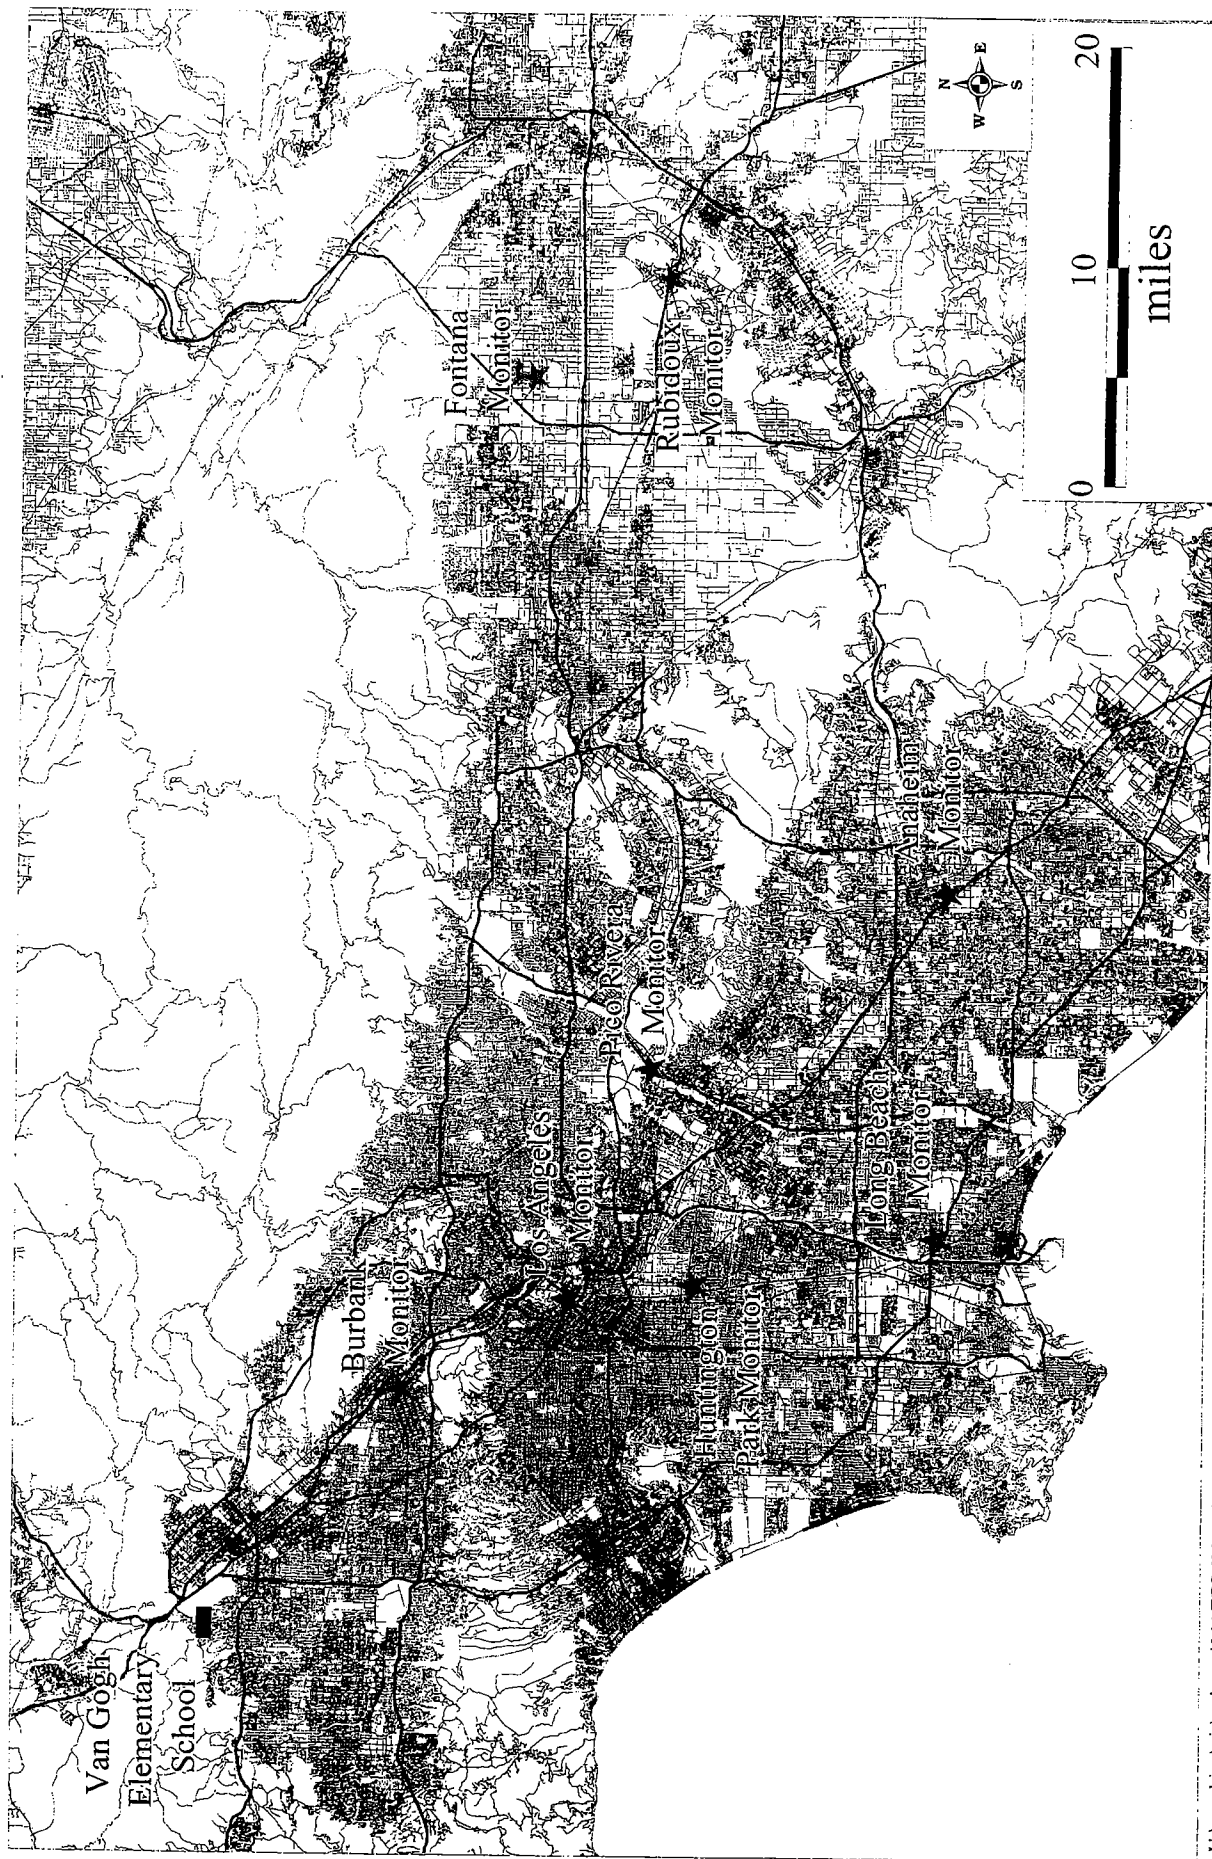 Van Gogh
Elementary
School
Burbank
Monitor
Los Angeles
Monitor
Pico Rivera
Monitor
Fontana
Monitor
Rubidoux
Monitor
Huntington
Park Monitor
Long Beach
Monitor
Anaheim
Monitor
N
W E
S
0 10 20
miles